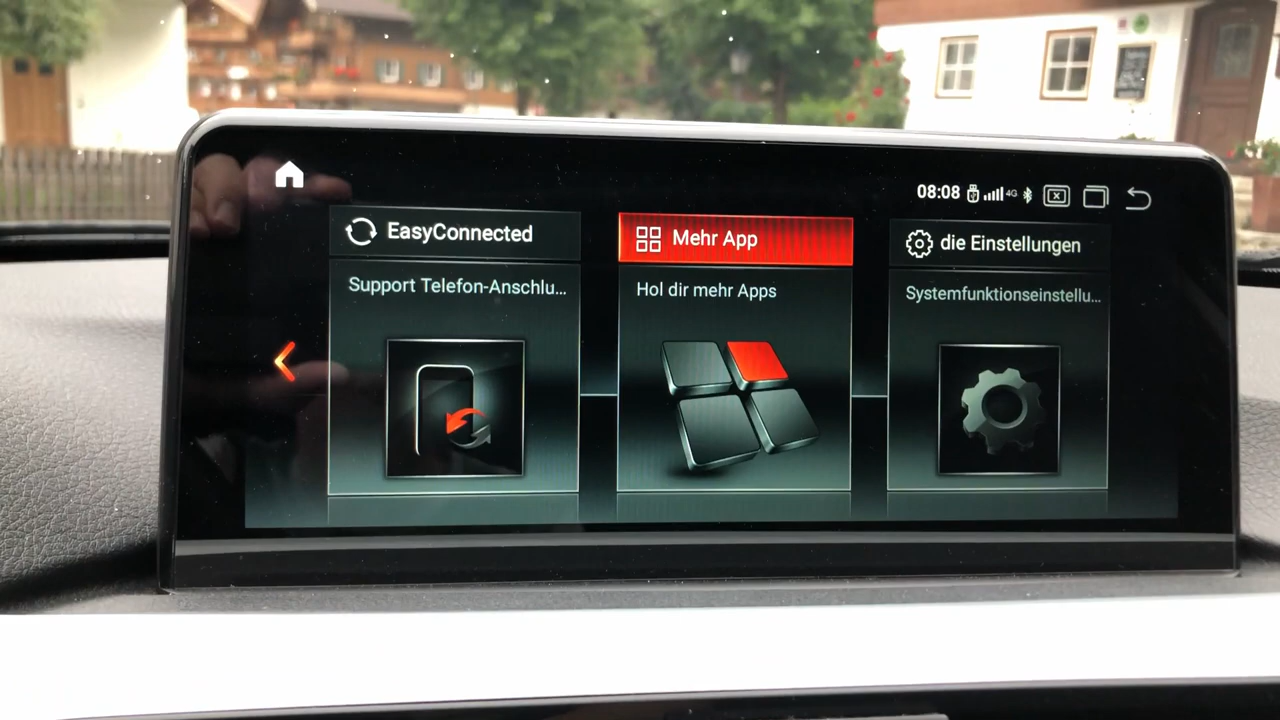 08:08 4G
EasyConnected
Support Telefon-Anschlu...
Mehr App
Hol dir mehr Apps
die Einstellungen
Systemfunktionseinstellu...